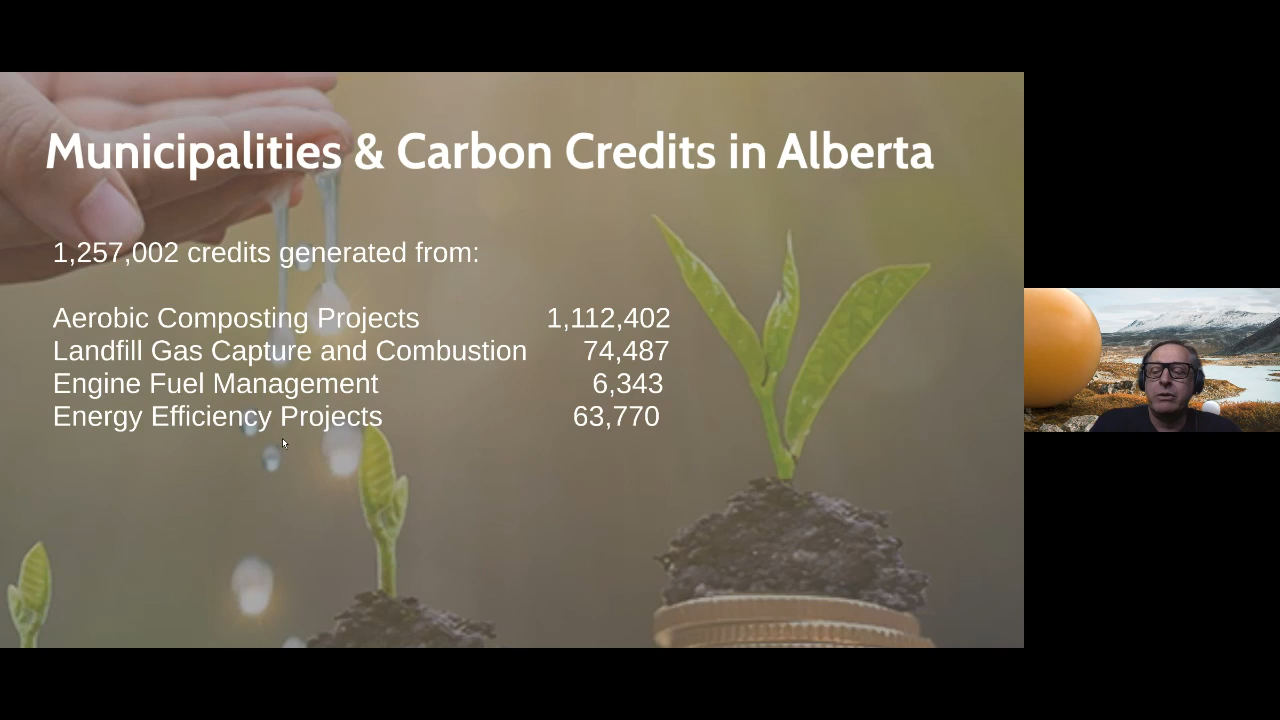 Municipalities & Carbon Credits in Alberta
1,257,002 credits generated from:
Aerobic Composting Projects 1,112,402
Landfill Gas Capture and Combustion 74,487
Engine Fuel Management 6,343
Energy Efficiency Projects 63,770